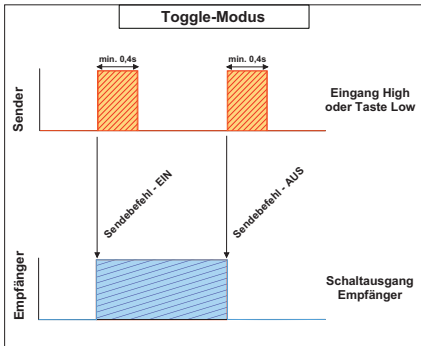 Toggle-Modus
min. 0,4s
min. 0,4s
Sender
Eingang High
oder Taste Low
Sendebefehl - EIN
Sendebefehl - AUS
Empfänger
Schaltausgang
Empfänger